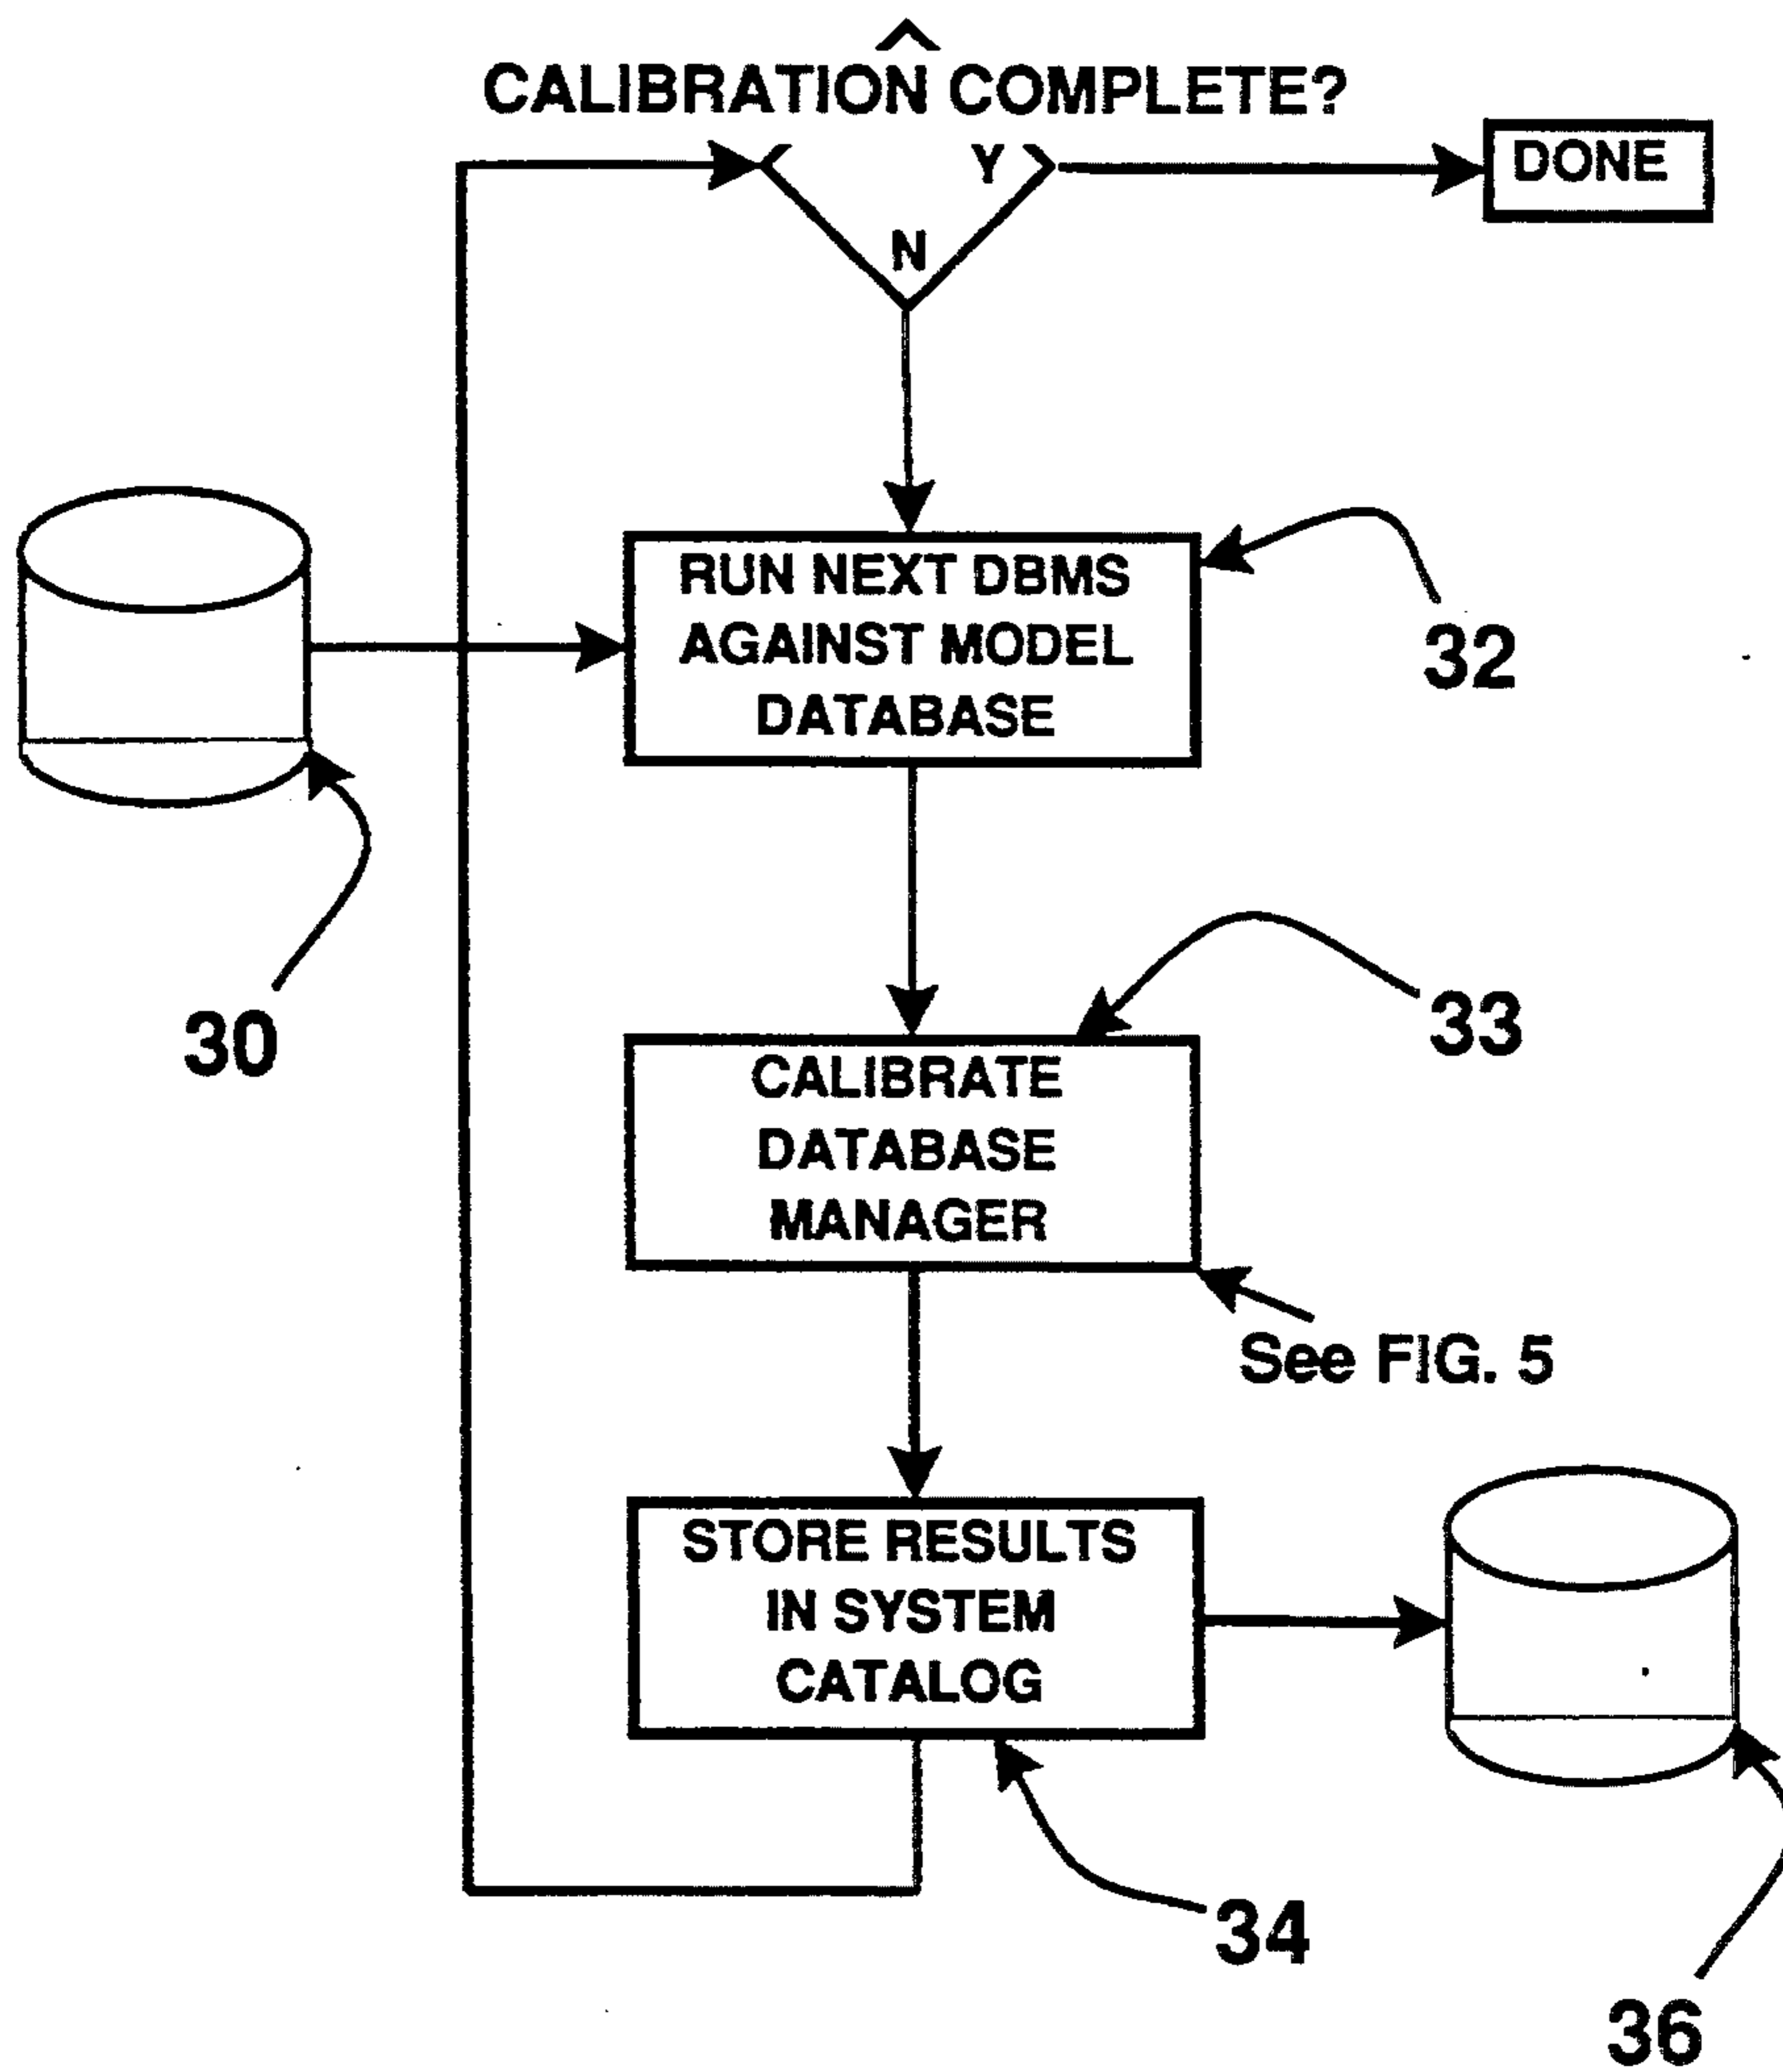 CALIBRATION COMPLETE?
Y
DONE
N
RUN NEXT DBMS
AGAINST MODEL
DATABASE
32
30
33
CALIBRATE
DATABASE
MANAGER
See FIG. 5
STORE RESULTS
IN SYSTEM
CATALOG
34
36